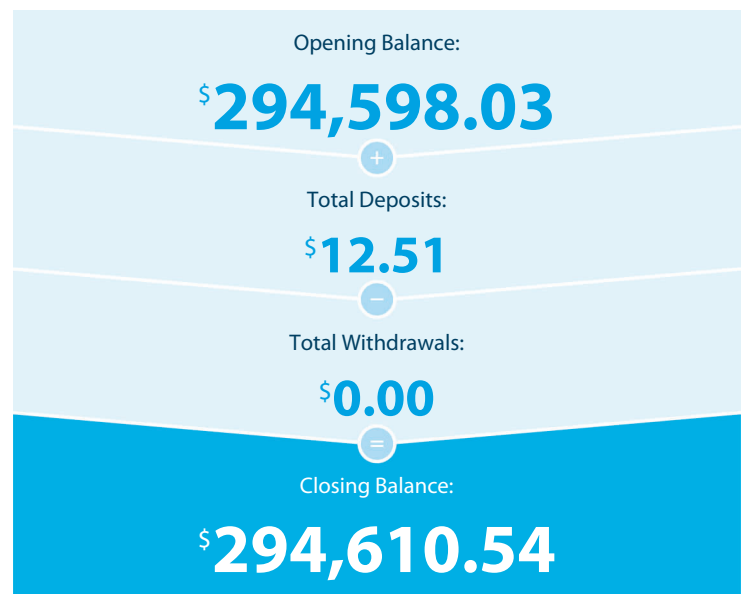 Opening Balance:
$294,598.03
+
Total Deposits:
$12.51
−
Total Withdrawals:
$0.00
=
Closing Balance:
$294,610.54